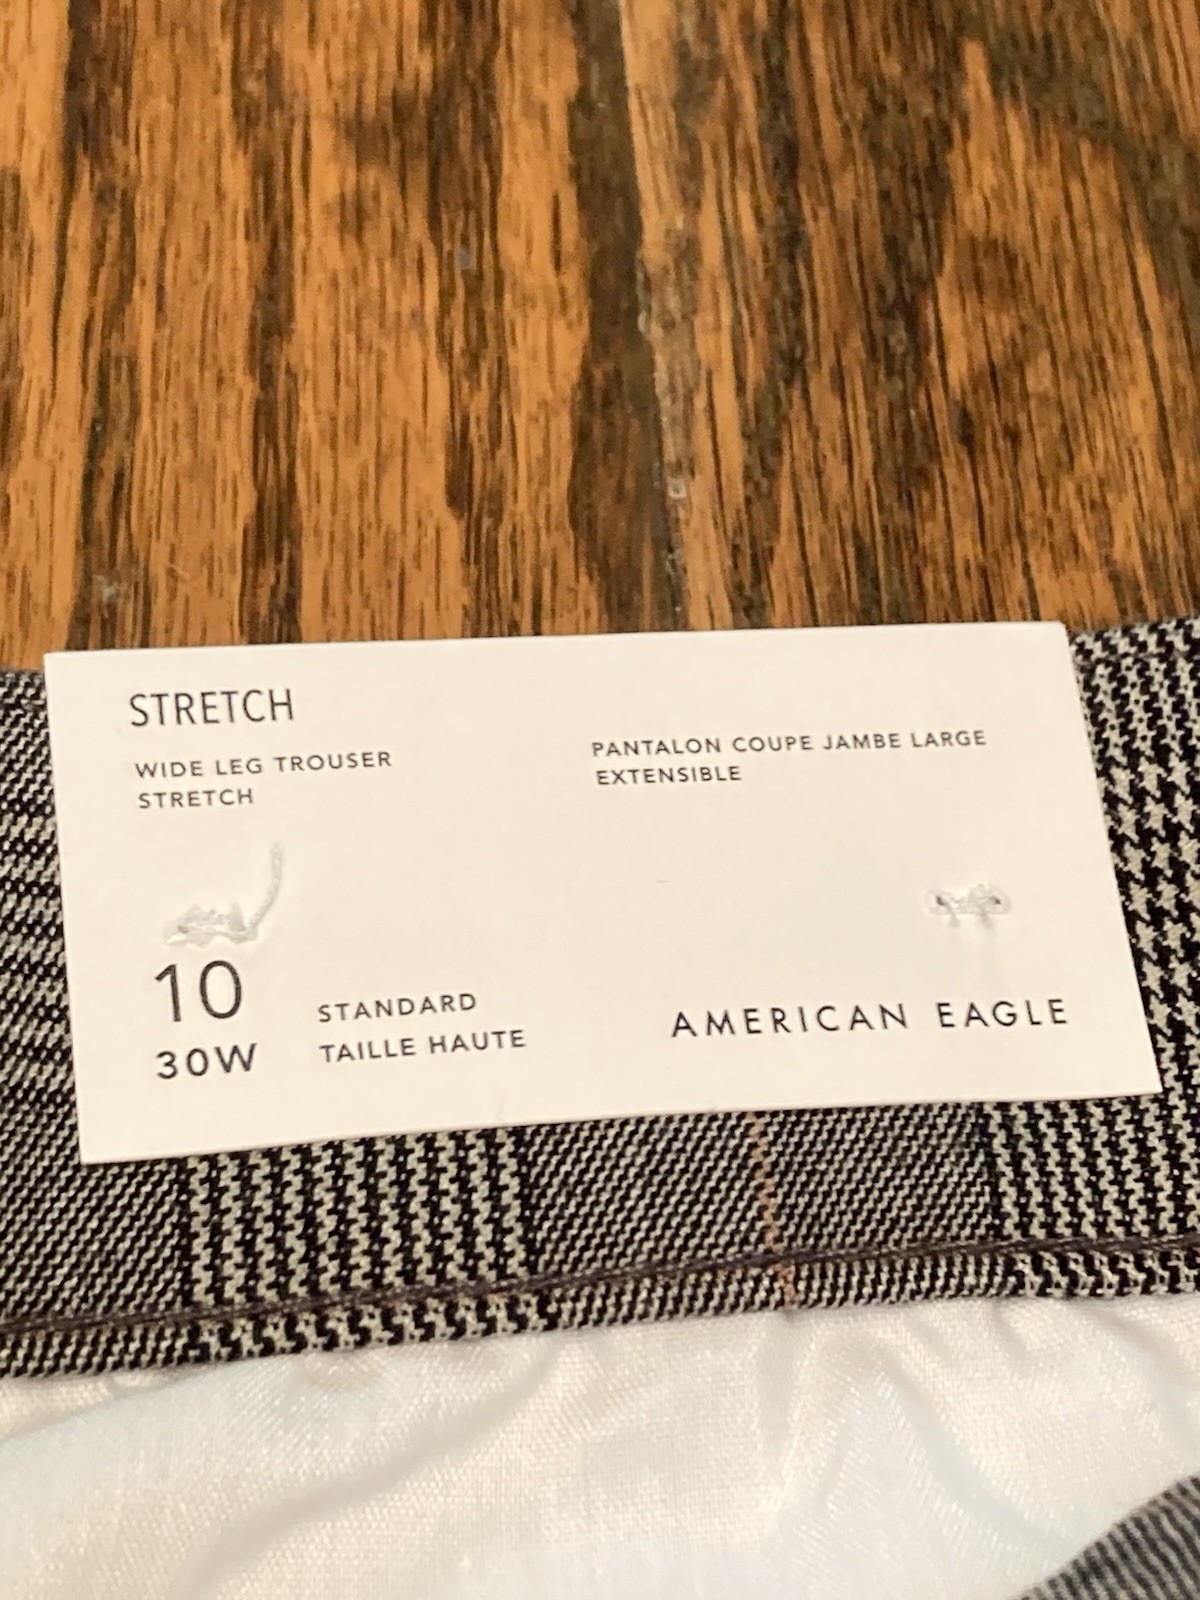 STRETCH
WIDE LEG TROUSER
STRETCH
PANTALON COUPE JAMBE LARGE
EXTENSIBLE
10
30W
STANDARD
TAILLE HAUTE
AMERICAN EAGLE